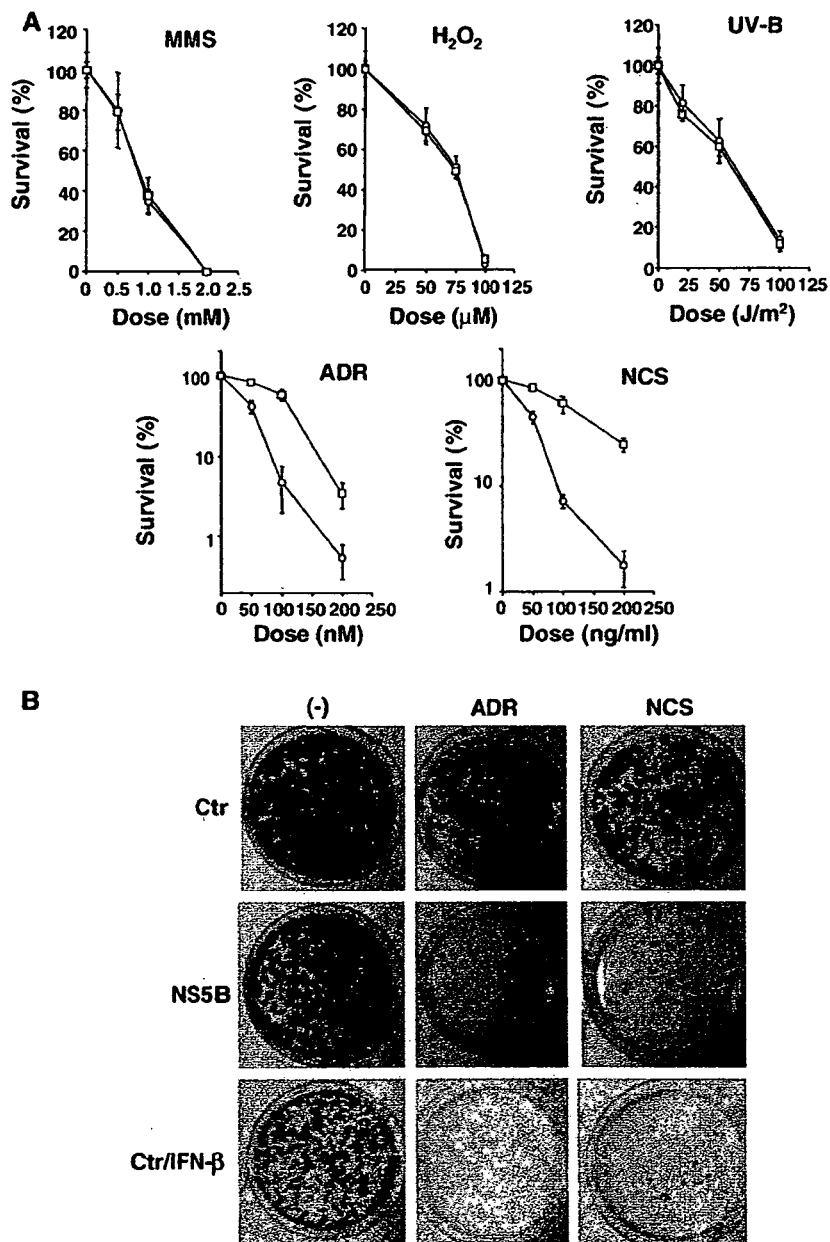 A
MMS
Survival (%)
120
100
80
60
40
20
0
0 0.5 1.0 1.5 2.0 2.5
Dose (mM)
H2O2
Survival (%)
120
100
80
60
40
20
0
0 25 50 75 100 125
Dose (µM)
UV-B
Survival (%)
120
100
80
60
40
20
0
0 25 50 75 100 125
Dose (J/m²)
ADR
Survival (%)
100
10
1
0 50 100 150 200 250
Dose (nM)
NCS
Survival (%)
100
10
1
0 50 100 150 200 250
Dose (ng/ml)
B
(-) ADR NCS
Ctr
NS5B
Ctr/IFN-β